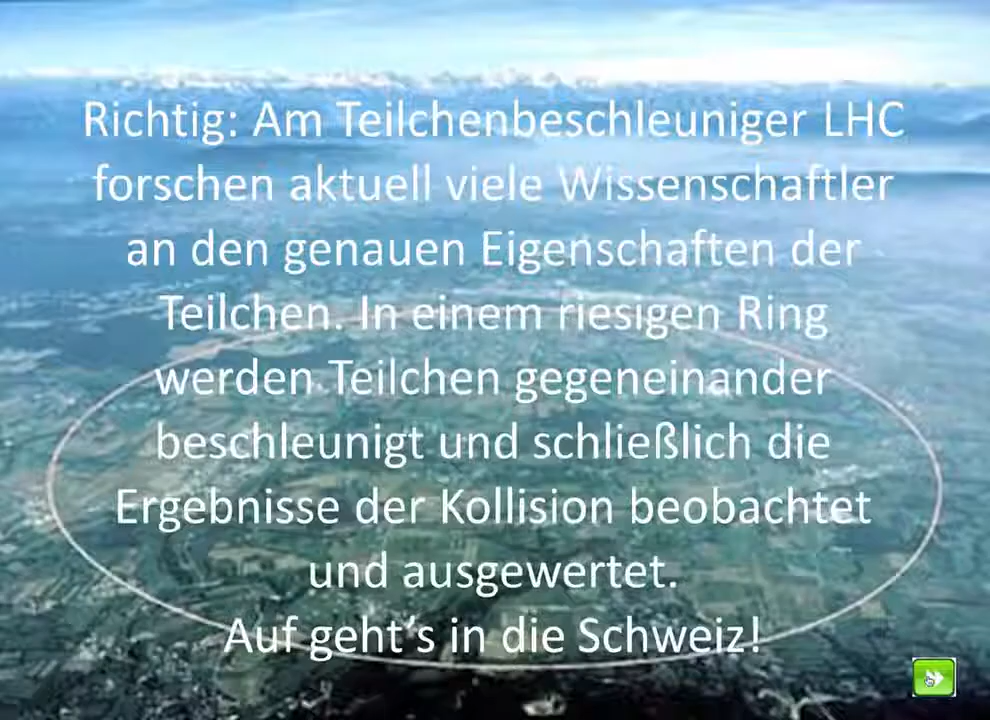 Richtig: Am Teilchenbeschleuniger LHC
forschen aktuell viele Wissenschaftler
an den genauen Eigenschaften der
Teilchen. In einem riesigen Ring
werden Teilchen gegeneinander
beschleunigt und schließlich die
Ergebnisse der Kollision beobachtet
und ausgewertet.
Auf geht‘s in die Schweiz!